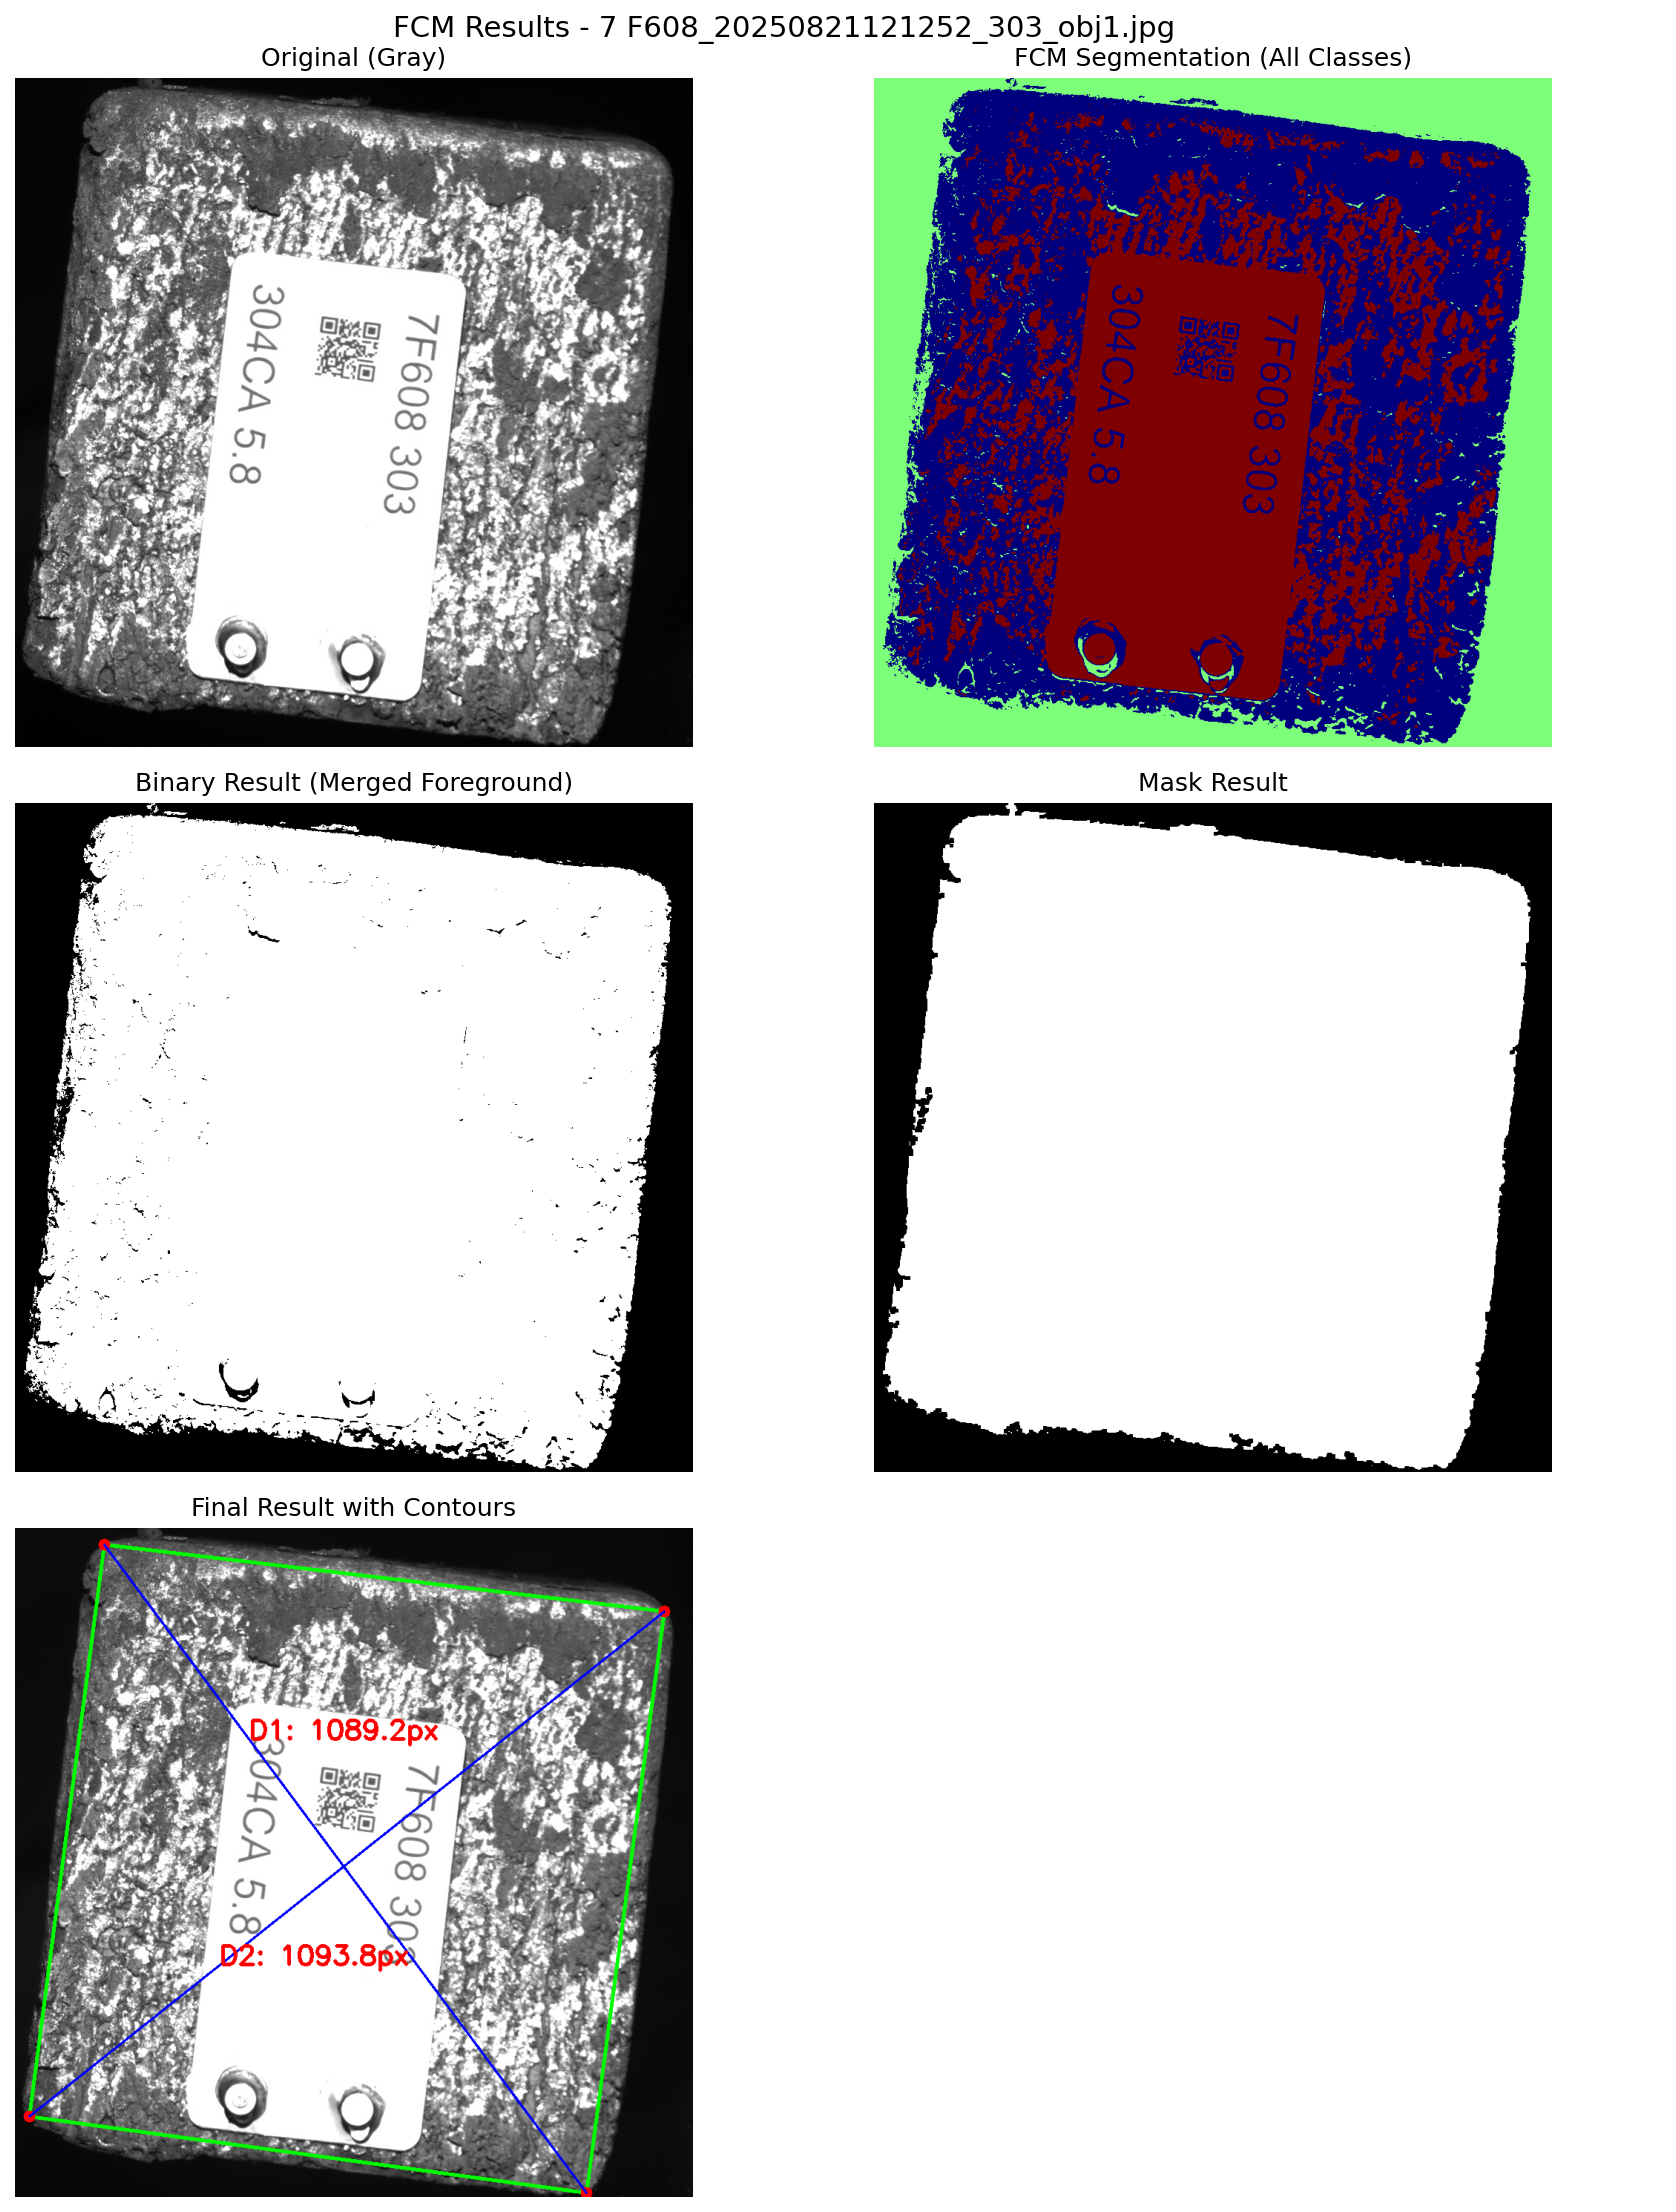 FCM Results - 7 F608_20250821121252_303_obj1.jpg
Original (Gray)
FCM Segmentation (All Classes)
7F608 303
304CA 5.8
7F608 303
304CA 5.8
Binary Result (Merged Foreground)
Mask Result
Final Result with Contours
D1: 1089.2px
7F608 303
304CA 5.8
D2: 1093.8px